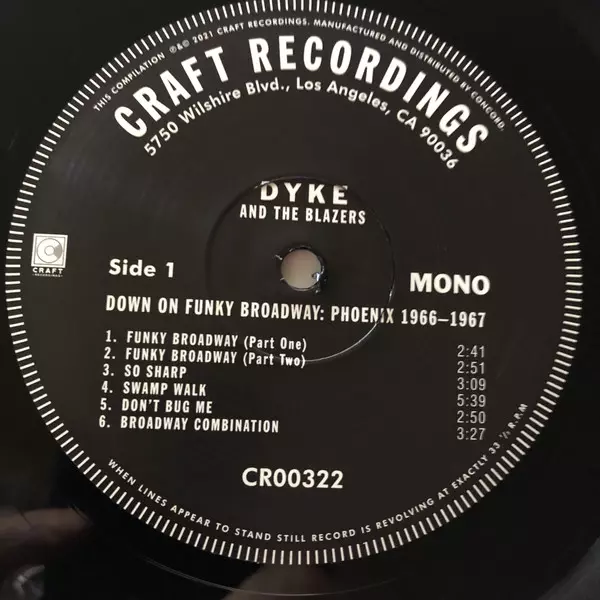 THIS COMPILATION ℗&© 2021 CRAFT RECORDINGS. MANUFACTURED AND DISTRIBUTED BY CONCORD.
CRAFT RECORDINGS
5750 Wilshire Blvd., Los Angeles, CA 90036
DYKE
AND THE BLAZERS
C
CRAFT
RECORDINGS
Side 1
MONO
DOWN ON FUNKY BROADWAY: PHOENIX 1966–1967
1. FUNKY BROADWAY (Part One) 2:41
2. FUNKY BROADWAY (Part Two) 2:51
3. SO SHARP 3:09
4. SWAMP WALK 5:39
5. DON'T BUG ME 2:50
6. BROADWAY COMBINATION 3:27
CR00322
WHEN LINES APPEAR TO STAND STILL RECORD IS REVOLVING AT EXACTLY 33 ⅓ R.P.M